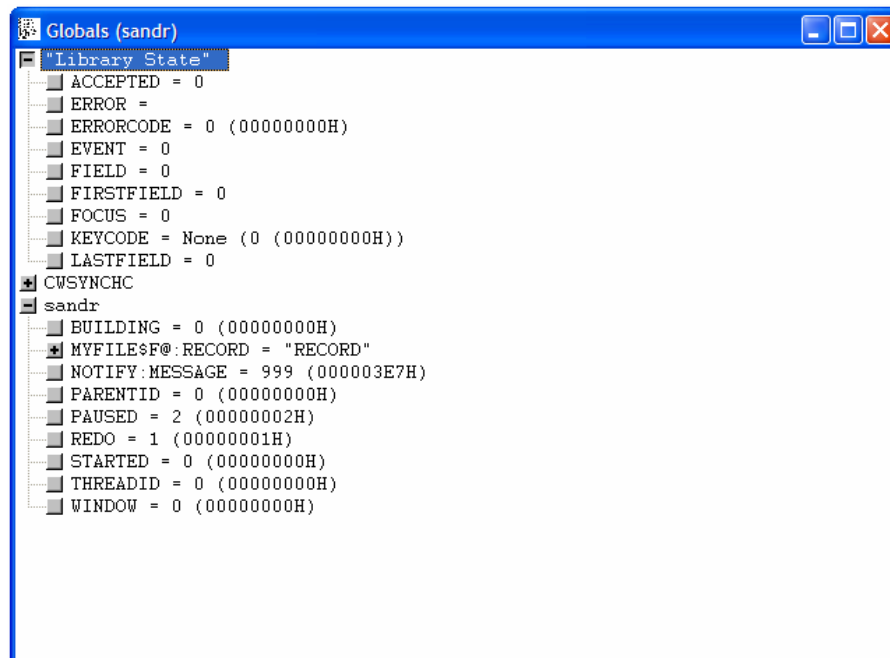 Globals (sandr)
"Library State"
ACCEPTED = 0
ERROR =
ERRORCODE = 0 (00000000H)
EVENT = 0
FIELD = 0
FIRSTFIELD = 0
FOCUS = 0
KEYCODE = None (0 (00000000H))
LASTFIELD = 0
CWSYNCHC
sandr
BUILDING = 0 (00000000H)
MYFILE$F@:RECORD = "RECORD"
NOTIFY:MESSAGE = 999 (000003E7H)
PARENTID = 0 (00000000H)
PAUSED = 2 (00000002H)
REDO = 1 (00000001H)
STARTED = 0 (00000000H)
THREADID = 0 (00000000H)
WINDOW = 0 (00000000H)